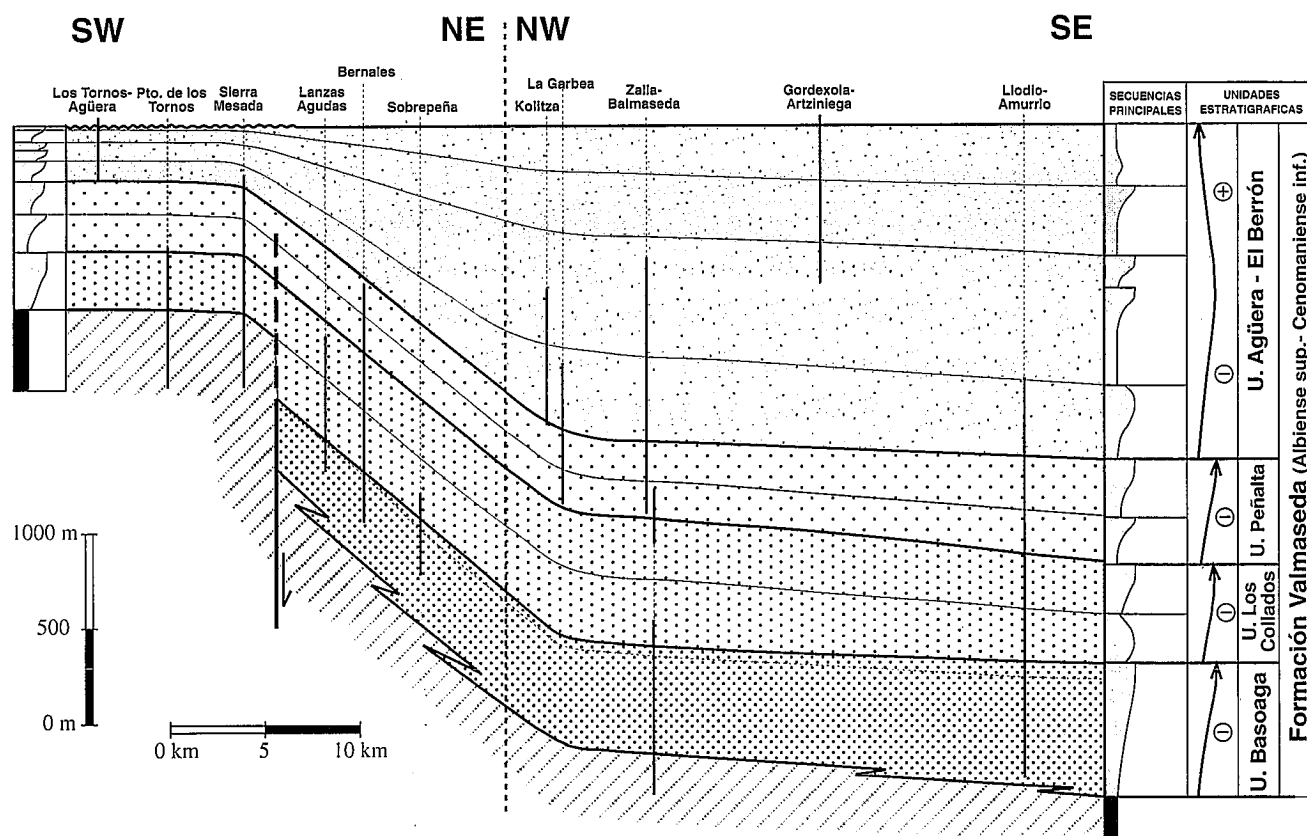 SW
NE
NW
SE
Los Tornos-
Agüera
Pto. de los
Tornos
Sierra
Mesada
Lanzas
Agudas
Bernales
Sobrepeña
La Garbea
Kolitza
Zalla-
Balmaseda
Gordexola-
Artziniega
Llodio-
Amurrio
SECUENCIAS
PRINCIPALES
UNIDADES
ESTRATIGRAFICAS
+
−
U. Agüera - El Berrón
−
U. Peñalta
−
U. Los
Collados
−
U. Basoaga
Formación Valmaseda (Albiense sup.- Cenomaniense inf.)
1000 m
500
0 m
0 km
5
10 km